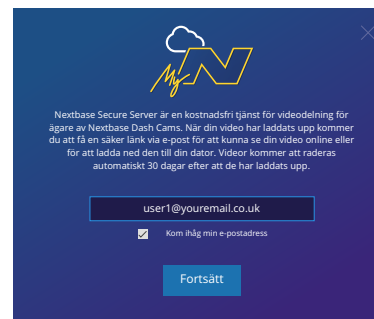 My N
Nextbase Secure Server är en kostnadsfri tjänst för videodelning för
ägare av Nextbase Dash Cams. När din video har laddats upp kommer
du att få en säker länk via e-post för att kunna se din video online eller
för att ladda ned den till din dator. Videor kommer att raderas
automatiskt 30 dagar efter att de har laddats upp.
user1@youremail.co.uk
Kom ihåg min e-postadress
Fortsätt